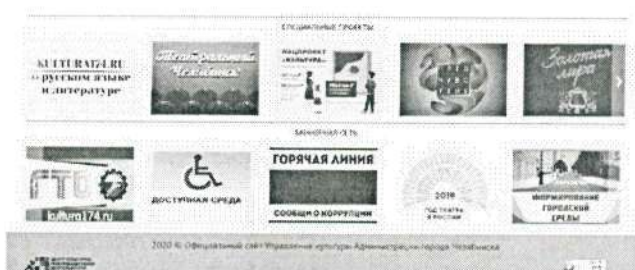 СПЕЦИАЛЬНЫЕ ПРОЕКТЫ
KULTURA174.RU
о русском языке
и литературе
Театральный
Челябинск
НАЦПРОЕКТ
«КУЛЬТУРА»
Золотая
лира
БАННЕРНАЯ СЕТЬ
ГТО
kultura174.ru
ДОСТУПНАЯ СРЕДА
ГОРЯЧАЯ ЛИНИЯ
СООБЩИ О КОРРУПЦИИ
2019
ГОД ТЕАТРА
В РОССИИ
ФОРМИРОВАНИЕ
ГОРОДСКОЙ
СРЕДЫ
2020 © Официальный сайт Управления культуры Администрации города Челябинска